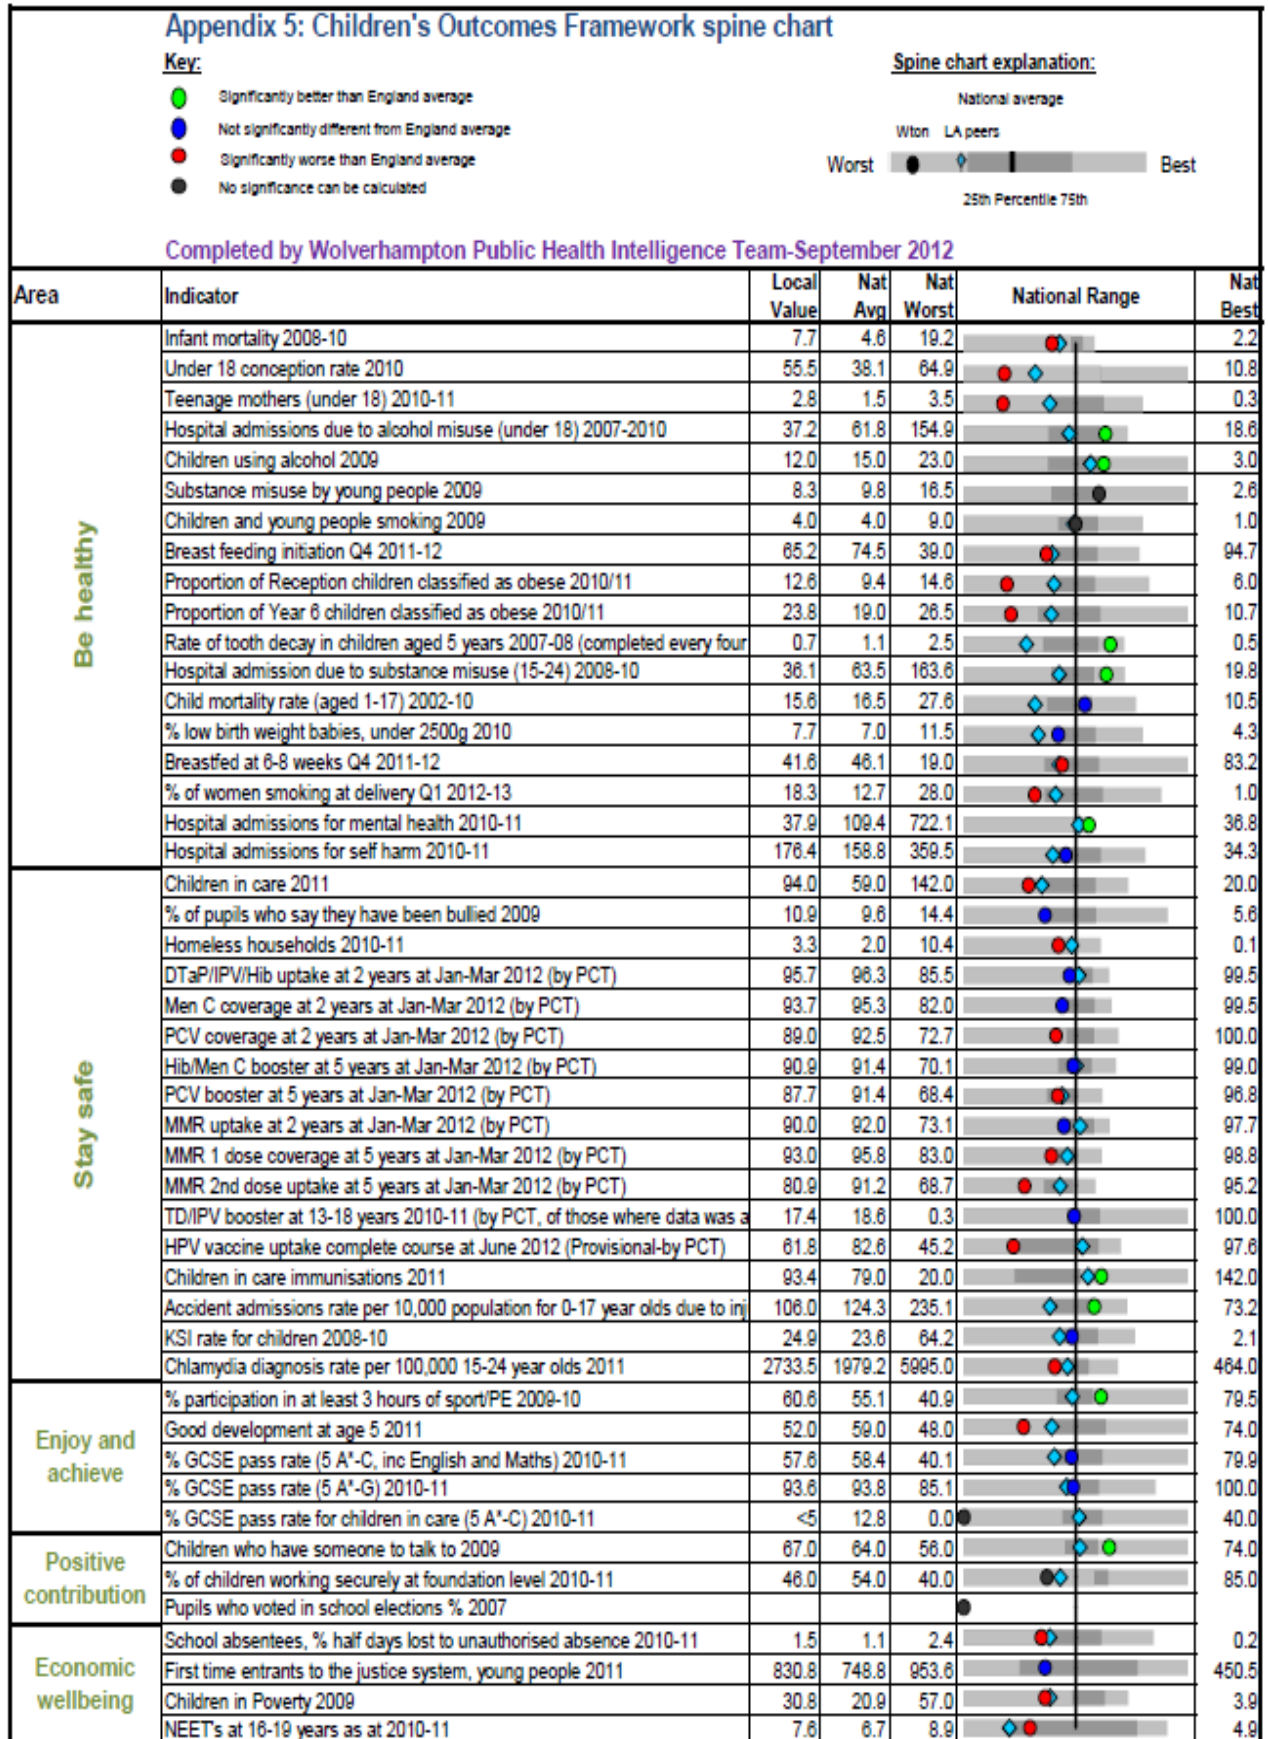 Appendix 5: Children's Outcomes Framework spine chart
Key:
Significantly better than England average
Not significantly different from England average
Significantly worse than England average
No significance can be calculated
Spine chart explanation:
National average
Wton LA peers
Worst Best
25th Percentile 75th
Completed by Wolverhampton Public Health Intelligence Team-September 2012
Area Indicator Local Value Nat Avg Nat Worst National Range Nat Best
Be healthy
Infant mortality 2008-10 7.7 4.6 19.2 2.2
Under 18 conception rate 2010 55.5 38.1 64.9 10.8
Teenage mothers (under 18) 2010-11 2.8 1.5 3.5 0.3
Hospital admissions due to alcohol misuse (under 18) 2007-2010 37.2 61.8 154.9 18.6
Children using alcohol 2009 12.0 15.0 23.0 3.0
Substance misuse by young people 2009 8.3 9.8 16.5 2.6
Children and young people smoking 2009 4.0 4.0 9.0 1.0
Breast feeding initiation Q4 2011-12 65.2 74.5 39.0 94.7
Proportion of Reception children classified as obese 2010/11 12.6 9.4 14.6 6.0
Proportion of Year 6 children classified as obese 2010/11 23.8 19.0 26.5 10.7
Rate of tooth decay in children aged 5 years 2007-08 (completed every four 0.7 1.1 2.5 0.5
Hospital admission due to substance misuse (15-24) 2008-10 36.1 63.5 163.6 19.8
Child mortality rate (aged 1-17) 2002-10 15.6 16.5 27.6 10.5
% low birth weight babies, under 2500g 2010 7.7 7.0 11.5 4.3
Breastfed at 6-8 weeks Q4 2011-12 41.6 46.1 19.0 83.2
% of women smoking at delivery Q1 2012-13 18.3 12.7 28.0 1.0
Hospital admissions for mental health 2010-11 37.9 109.4 722.1 36.8
Hospital admissions for self harm 2010-11 176.4 158.8 359.5 34.3
Stay safe
Children in care 2011 94.0 59.0 142.0 20.0
% of pupils who say they have been bullied 2009 10.9 9.6 14.4 5.6
Homeless households 2010-11 3.3 2.0 10.4 0.1
DTaP/IPV/Hib uptake at 2 years at Jan-Mar 2012 (by PCT) 95.7 96.3 85.5 99.5
Men C coverage at 2 years at Jan-Mar 2012 (by PCT) 93.7 95.3 82.0 99.5
PCV coverage at 2 years at Jan-Mar 2012 (by PCT) 89.0 92.5 72.7 100.0
Hib/Men C booster at 5 years at Jan-Mar 2012 (by PCT) 90.9 91.4 70.1 99.0
PCV booster at 5 years at Jan-Mar 2012 (by PCT) 87.7 91.4 68.4 96.8
MMR uptake at 2 years at Jan-Mar 2012 (by PCT) 90.0 92.0 73.1 97.7
MMR 1 dose coverage at 5 years at Jan-Mar 2012 (by PCT) 93.0 95.8 83.0 98.8
MMR 2nd dose uptake at 5 years at Jan-Mar 2012 (by PCT) 80.9 91.2 68.7 95.2
TD/IPV booster at 13-18 years 2010-11 (by PCT, of those where data was a 17.4 18.6 0.3 100.0
HPV vaccine uptake complete course at June 2012 (Provisional-by PCT) 61.8 82.6 45.2 97.6
Children in care immunisations 2011 93.4 79.0 20.0 142.0
Accident admissions rate per 10,000 population for 0-17 year olds due to inj 106.0 124.3 235.1 73.2
KSI rate for children 2008-10 24.9 23.6 64.2 2.1
Chlamydia diagnosis rate per 100,000 15-24 year olds 2011 2733.5 1979.2 5995.0 464.0
Enjoy and achieve
% participation in at least 3 hours of sport/PE 2009-10 60.6 55.1 40.9 79.5
Good development at age 5 2011 52.0 59.0 48.0 74.0
% GCSE pass rate (5 A*-C, inc English and Maths) 2010-11 57.6 58.4 40.1 79.9
% GCSE pass rate (5 A*-G) 2010-11 93.6 93.8 85.1 100.0
% GCSE pass rate for children in care (5 A*-C) 2010-11 <5 12.8 0.0 40.0
Positive contribution
Children who have someone to talk to 2009 67.0 64.0 56.0 74.0
% of children working securely at foundation level 2010-11 46.0 54.0 40.0 85.0
Pupils who voted in school elections % 2007
Economic wellbeing
School absentees, % half days lost to unauthorised absence 2010-11 1.5 1.1 2.4 0.2
First time entrants to the justice system, young people 2011 830.8 748.8 953.6 450.5
Children in Poverty 2009 30.8 20.9 57.0 3.9
NEET's at 16-19 years as at 2010-11 7.6 6.7 8.9 4.9